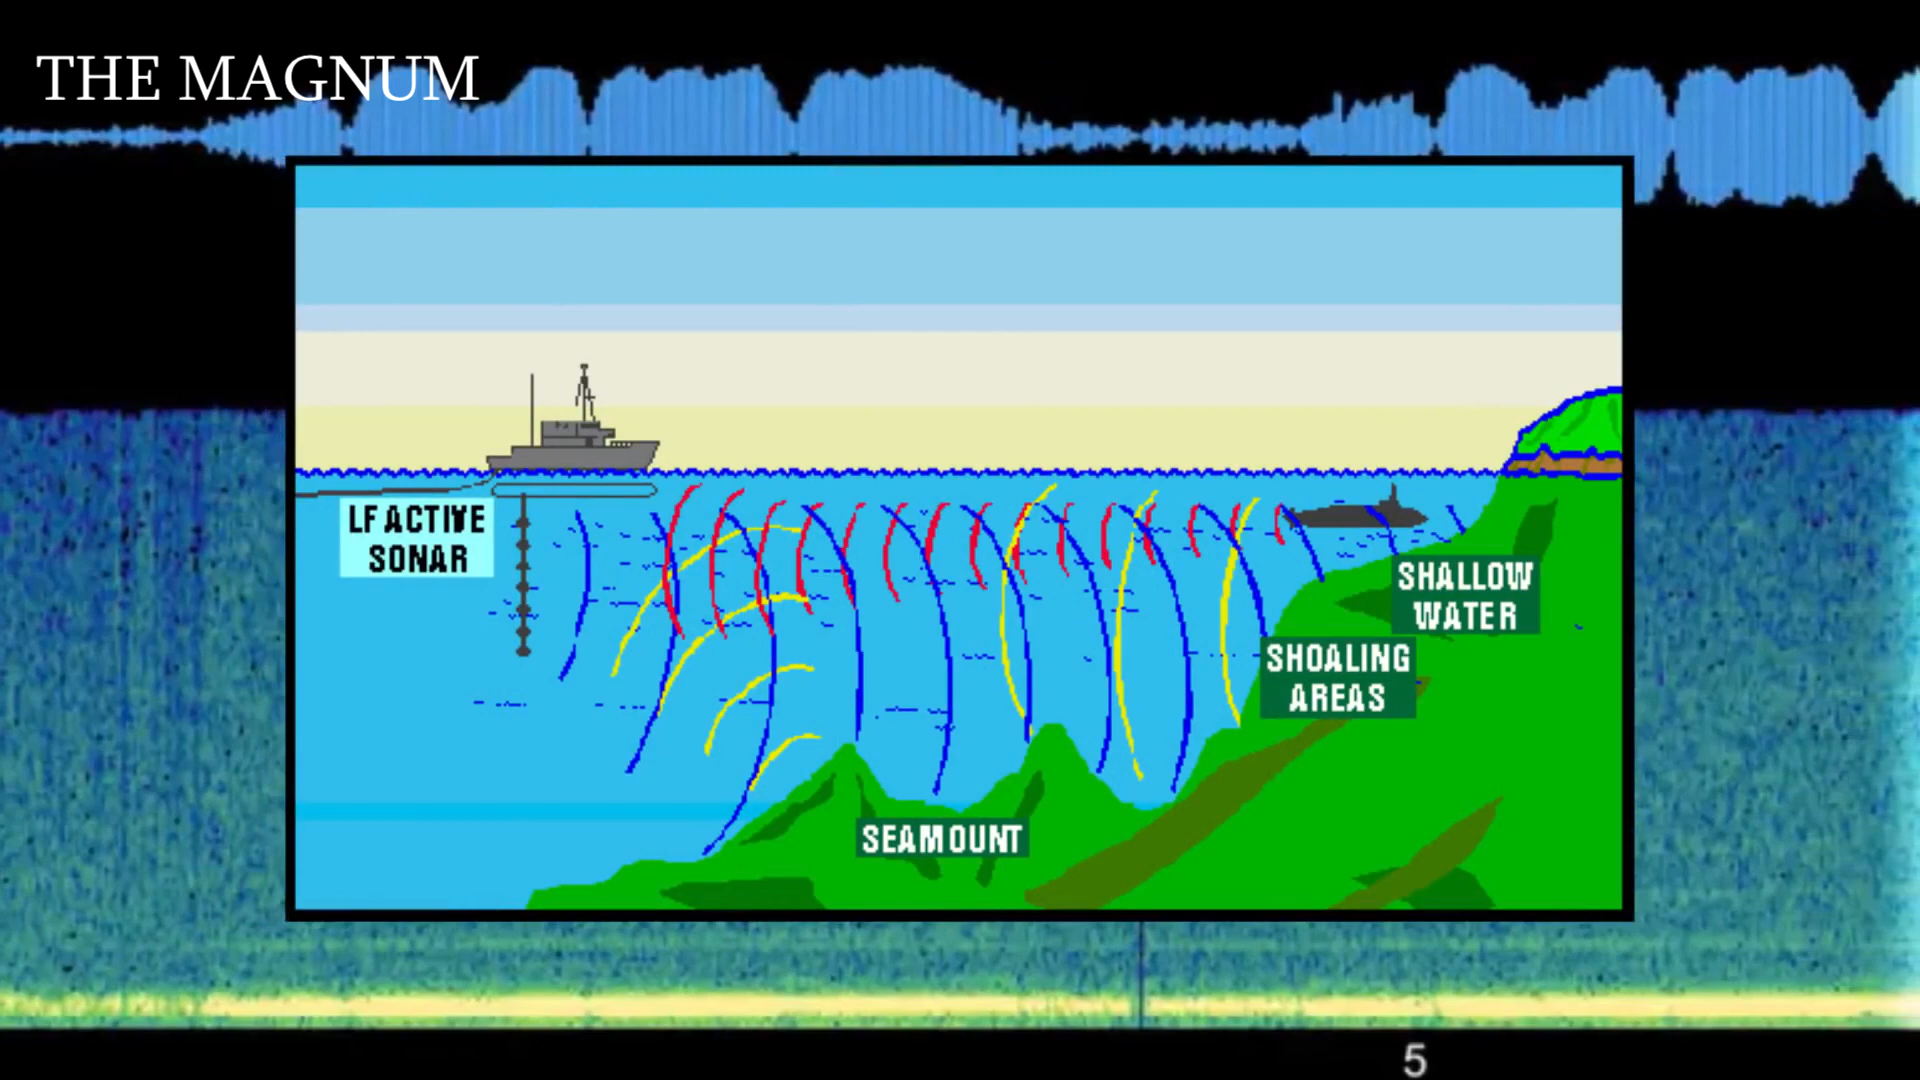 THE MAGNUM
LF ACTIVE
SONAR
SHALLOW
WATER
SHOALING
AREAS
SEAMOUNT
5